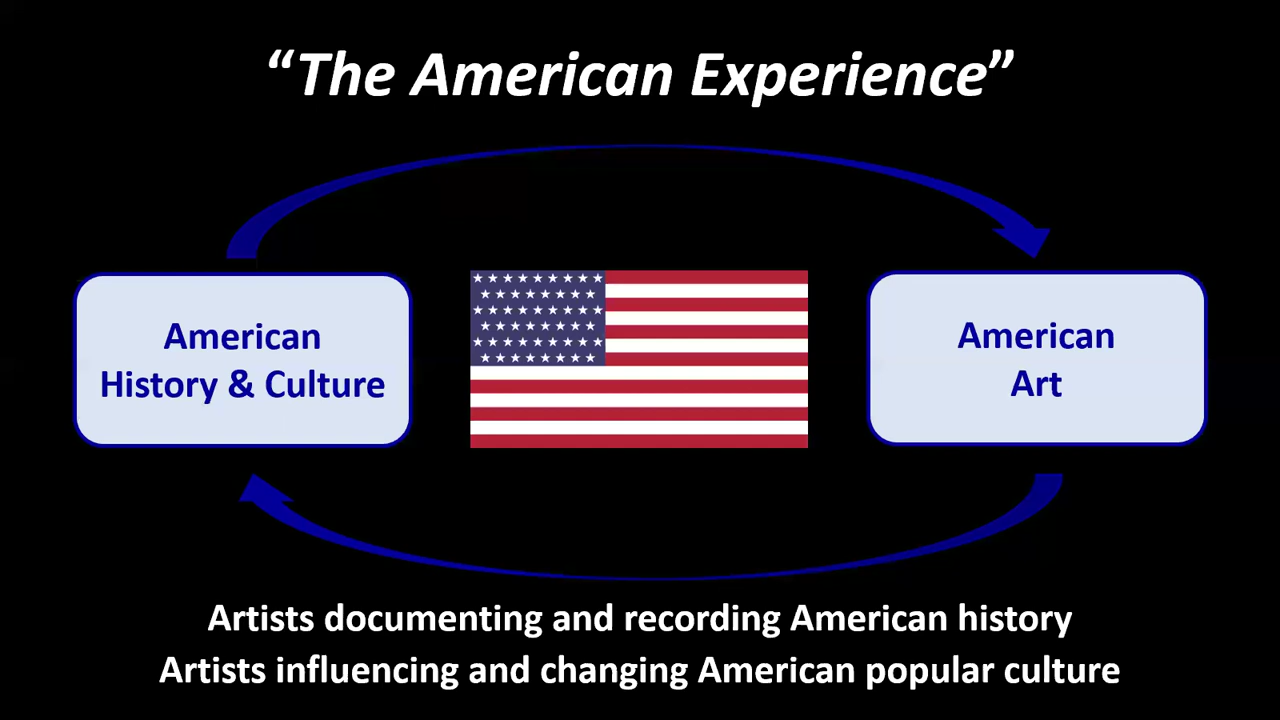 “The American Experience”
American
History & Culture
American
Art
Artists documenting and recording American history
Artists influencing and changing American popular culture